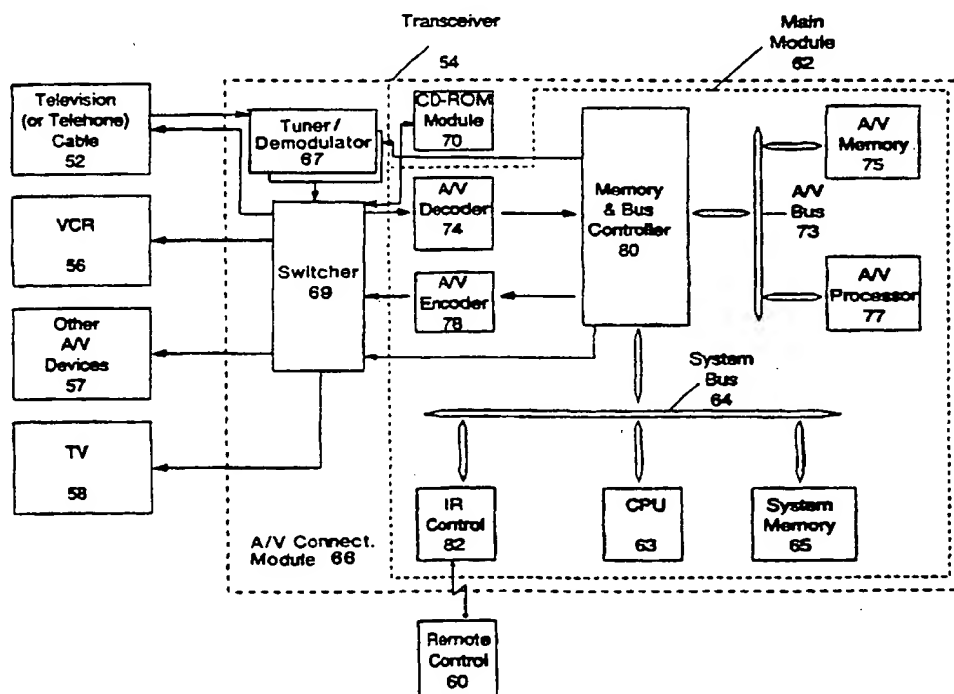 Transceiver
54
Main
Module
62
Television
(or Telehone)
Cable
52
Tuner/
Demodulator
67
CD-ROM
Module
70
A/V
Memory
75
VCR
56
A/V
Decoder
74
Memory
& Bus
Controller
80
A/V
Bus
73
Switcher
69
A/V
Encoder
78
A/V
Processor
77
Other
A/V
Devices
57
System
Bus
64
TV
58
IR
Control
82
CPU
63
System
Memory
65
A/V Connect.
Module 66
Remote
Control
60